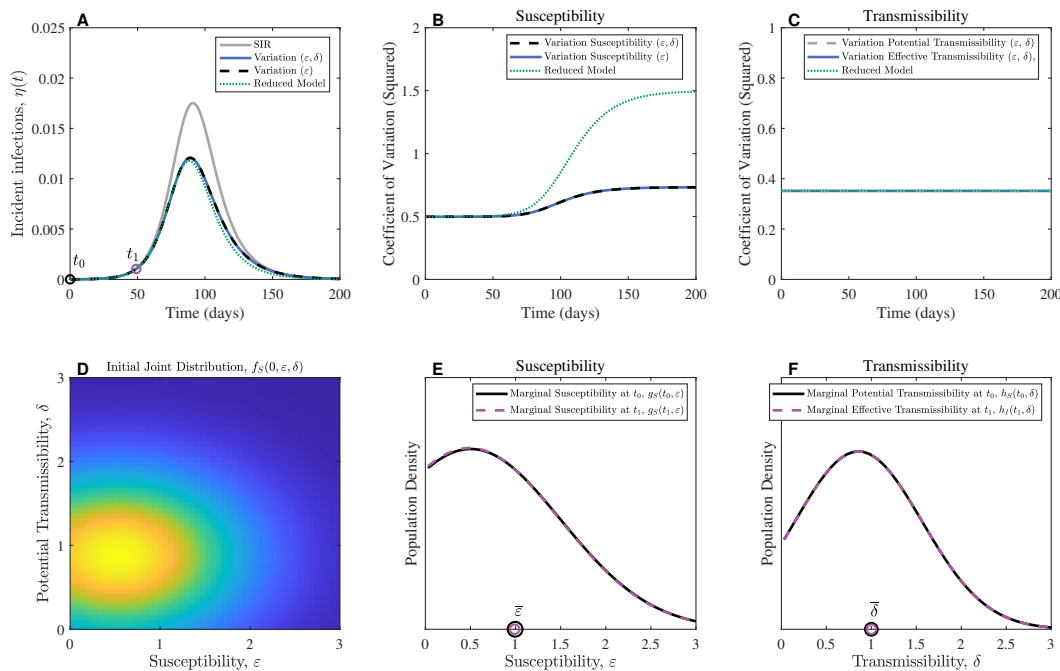 A
Incident infections, η(t)
0.025
0.02
0.015
0.01
0.005
0
SIR
Variation (ε, δ)
Variation (ε)
Reduced Model
t0
t1
0 50 100 150 200
Time (days)
B
Susceptibility
Coefficient of Variation (Squared)
2
1.5
1
0.5
0
Variation Susceptibility (ε, δ)
Variation Susceptibility (ε)
Reduced Model
0 50 100 150 200
Time (days)
C
Transmissibility
Coefficient of Variation (Squared)
1
0.8
0.6
0.4
0.2
0
Variation Potential Transmissibility (ε, δ)
Variation Effective Transmissibility (ε, δ),
Reduced Model
0 50 100 150 200
Time (days)
D
Initial Joint Distribution, fS(0, ε, δ)
Potential Transmissibility, δ
3
2
1
0
0 1 2 3
Susceptibility, ε
E
Susceptibility
Population Density
Marginal Susceptibility at t0, gS(t0, ε)
Marginal Susceptibility at t1, gS(t1, ε)
ε̅
0 0.5 1 1.5 2 2.5 3
Susceptibility, ε
F
Transmissibility
Population Density
Marginal Potential Transmissibility at t0, hS(t0, δ)
Marginal Effective Transmissibility at t1, hI(t1, δ)
δ̅
0 0.5 1 1.5 2 2.5 3
Transmissibility, δ